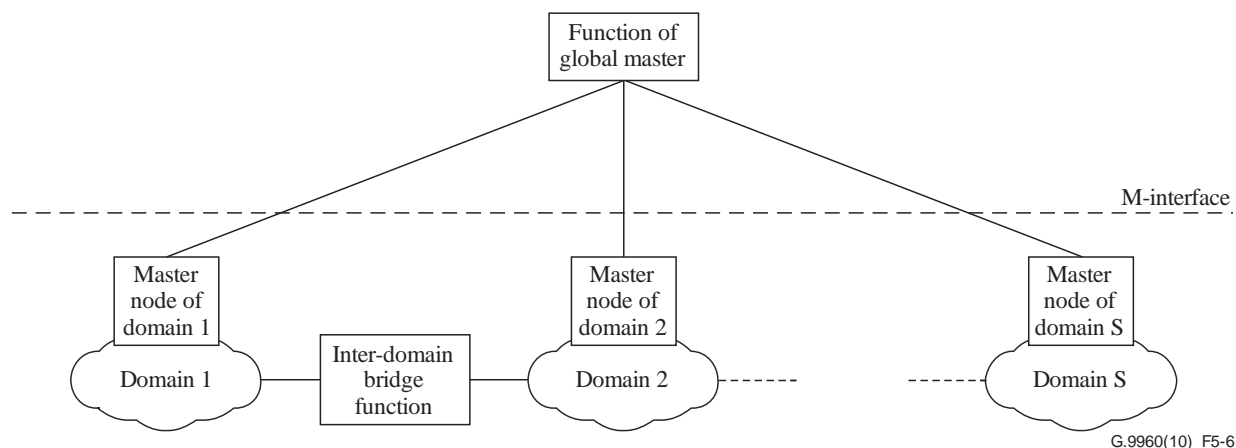 Function of
global master
M-interface
Master
node of
domain 1
Master
node of
domain 2
Master
node of
domain S
Domain 1
Inter-domain
bridge
function
Domain 2
Domain S
G.9960(10)_F5-6